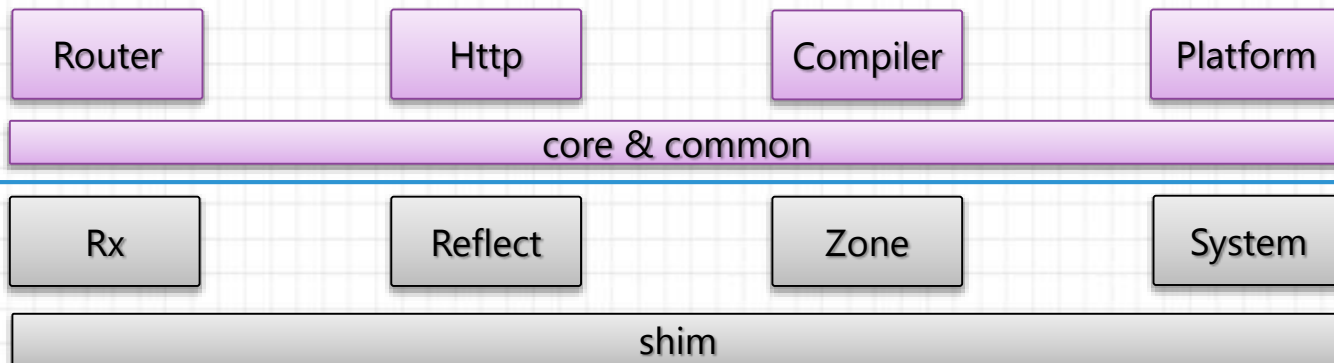 Router Http Compiler Platform
core & common
Rx Reflect Zone System
shim